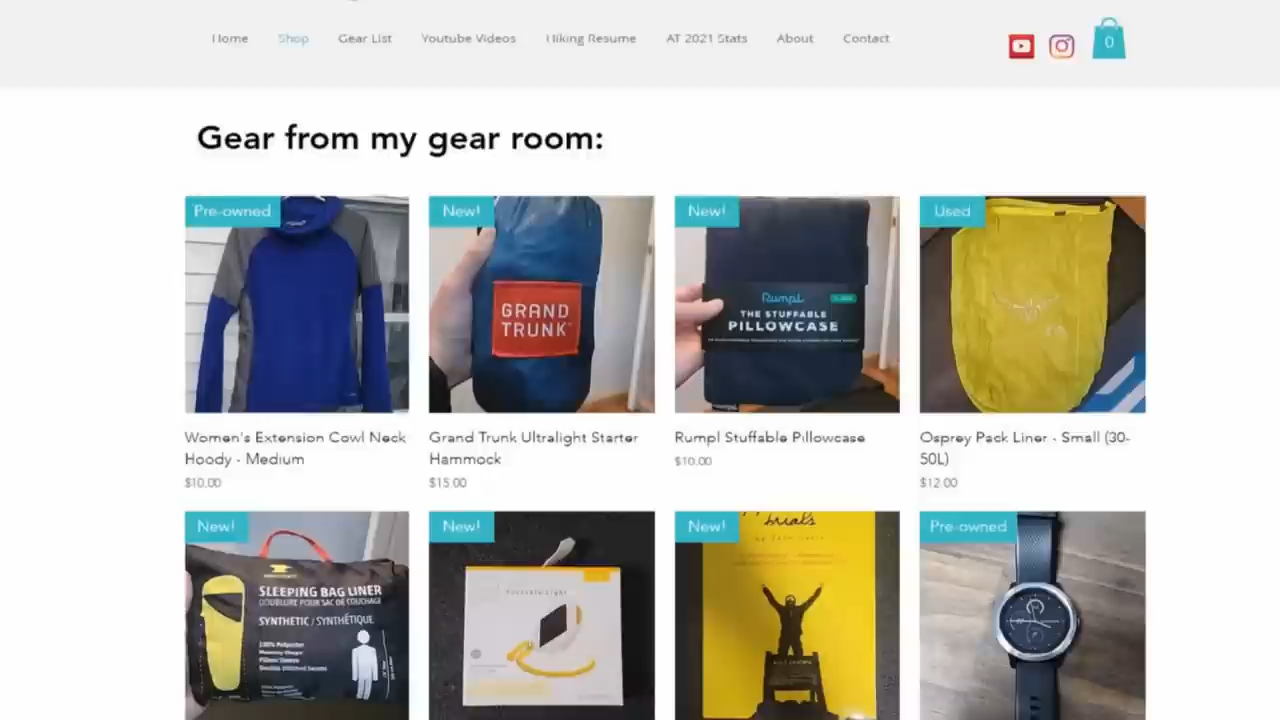 Home
Shop
Gear List
Youtube Videos
Hiking Resume
AT 2021 Stats
About
Contact
0
Gear from my gear room:
Pre-owned
New!
New!
Used
GRAND
TRUNK
Rumpl
THE STUFFABLE
PILLOWCASE
Women's Extension Cowl Neck
Hoody - Medium
$10.00
Grand Trunk Ultralight Starter
Hammock
$15.00
Rumpl Stuffable Pillowcase
$10.00
Osprey Pack Liner - Small (30-
50L)
$12.00
New!
New!
New!
Pre-owned
SLEEPING BAG LINER
DOUBLURE POUR SAC DE COUCHAGE
SYNTHETIC / SYNTHÉTIQUE
100% Polyester
trials